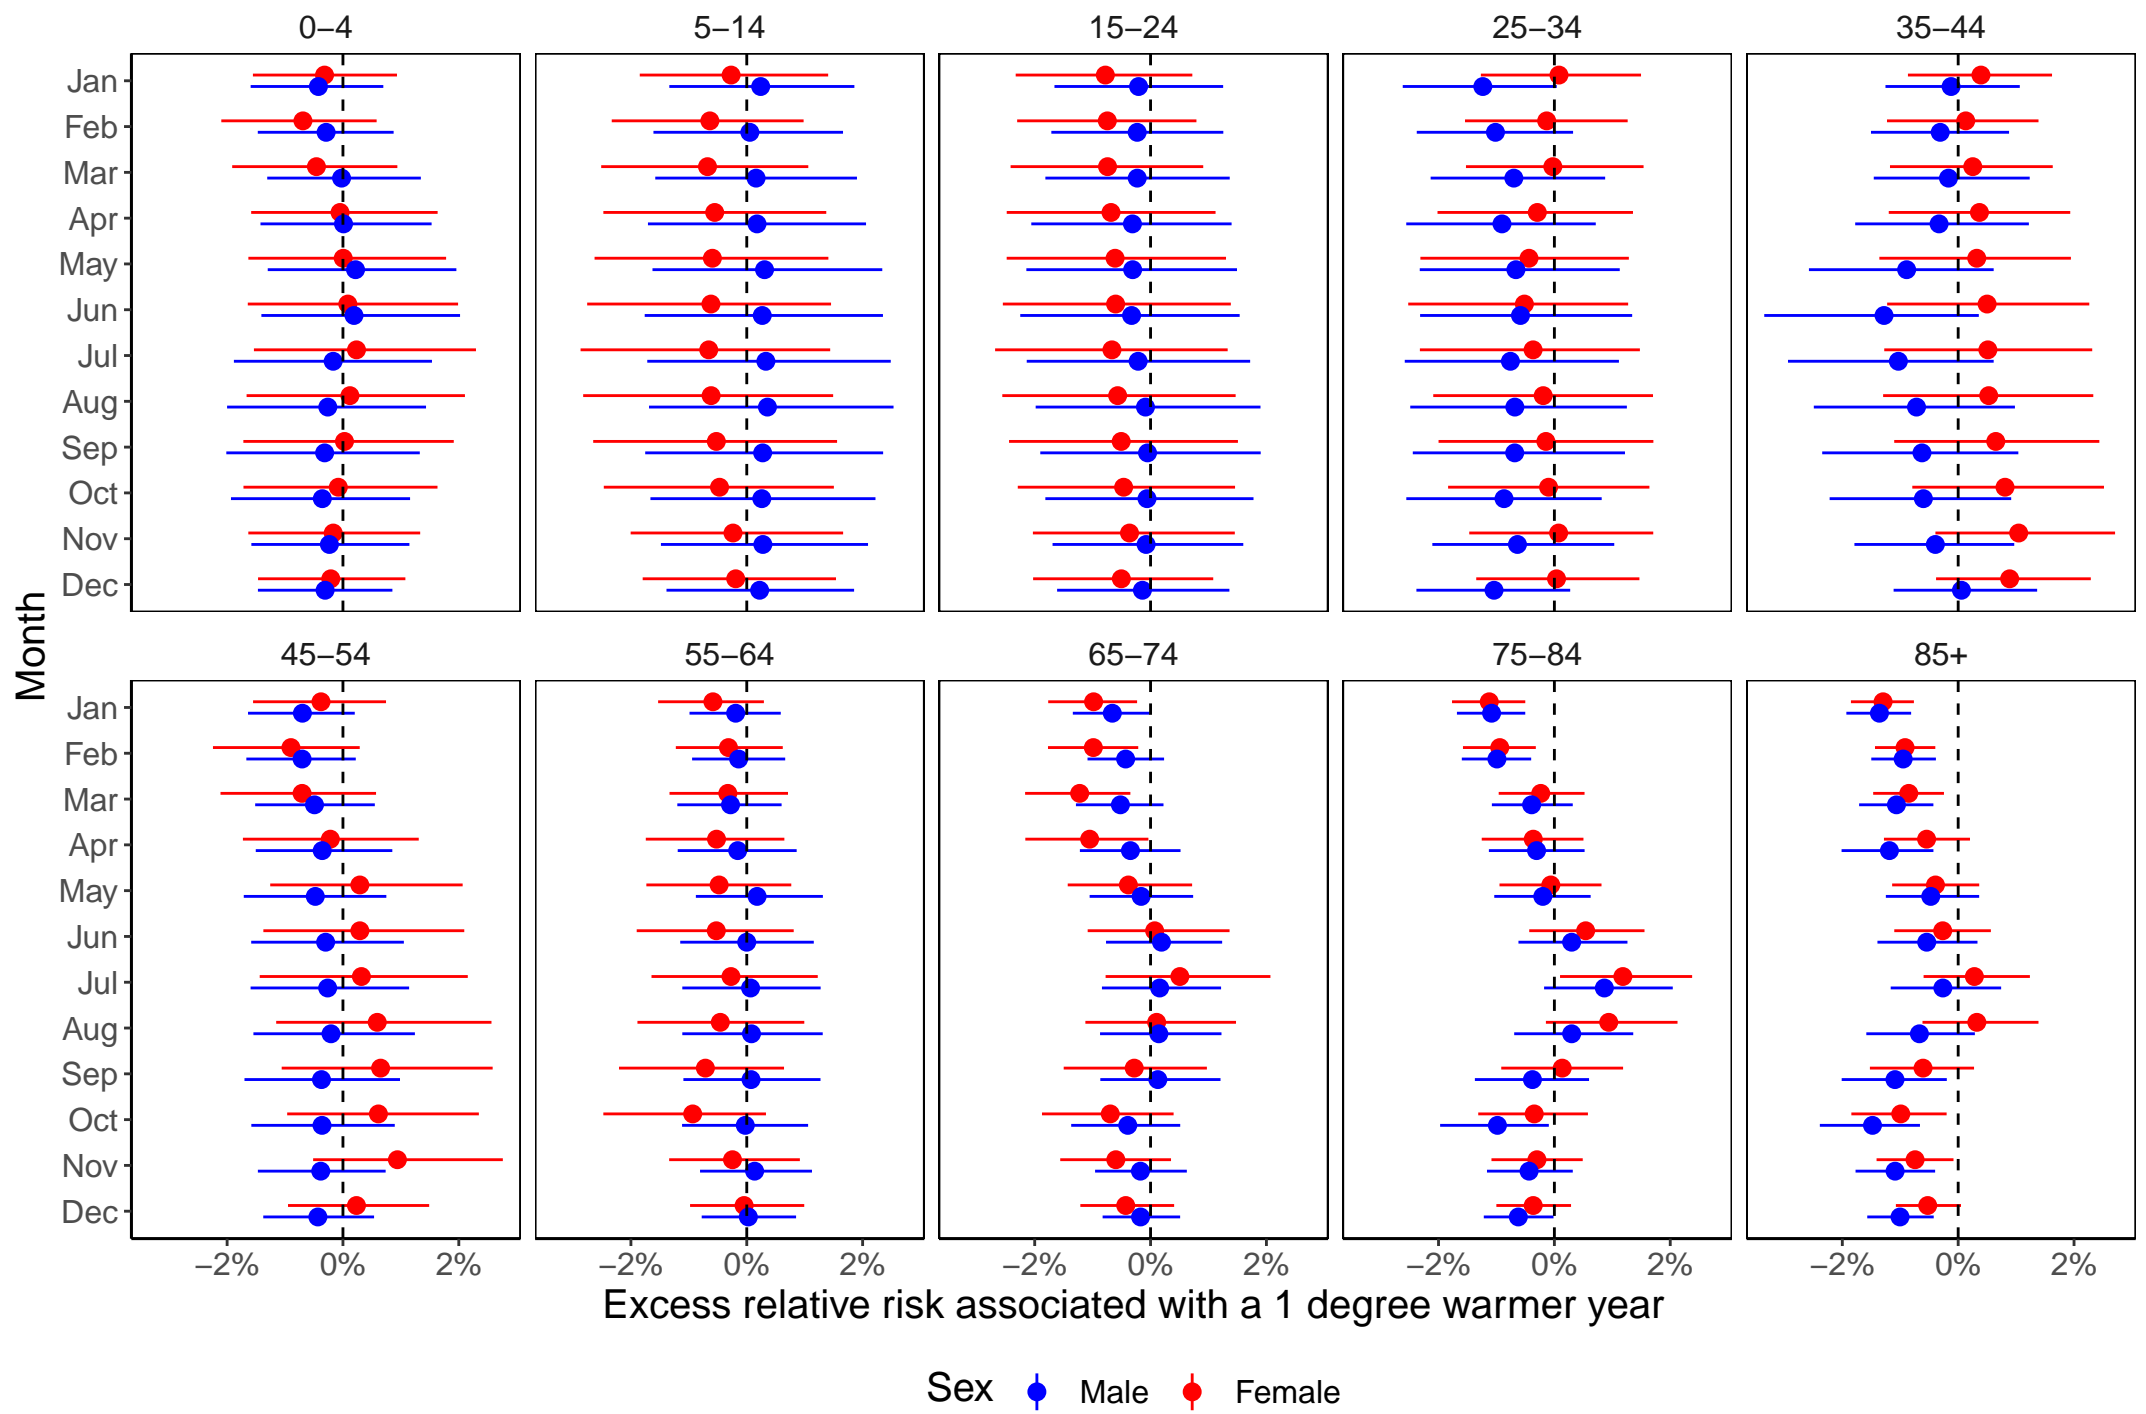 0–4 5–14 15–24 25–34 35–44
Jan
Feb
Mar
Apr
May
Jun
Jul
Aug
Sep
Oct
Nov
Dec
Month
45–54 55–64 65–74 75–84 85+
Jan
Feb
Mar
Apr
May
Jun
Jul
Aug
Sep
Oct
Nov
Dec
−2% 0% 2% −2% 0% 2% −2% 0% 2% −2% 0% 2% −2% 0% 2%
Excess relative risk associated with a 1 degree warmer year
Sex Male Female